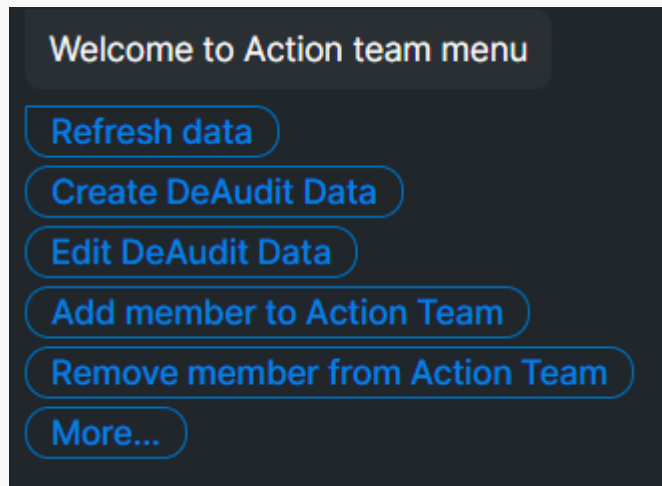 Welcome to Action team menu
Refresh data
Create DeAudit Data
Edit DeAudit Data
Add member to Action Team
Remove member from Action Team
More...